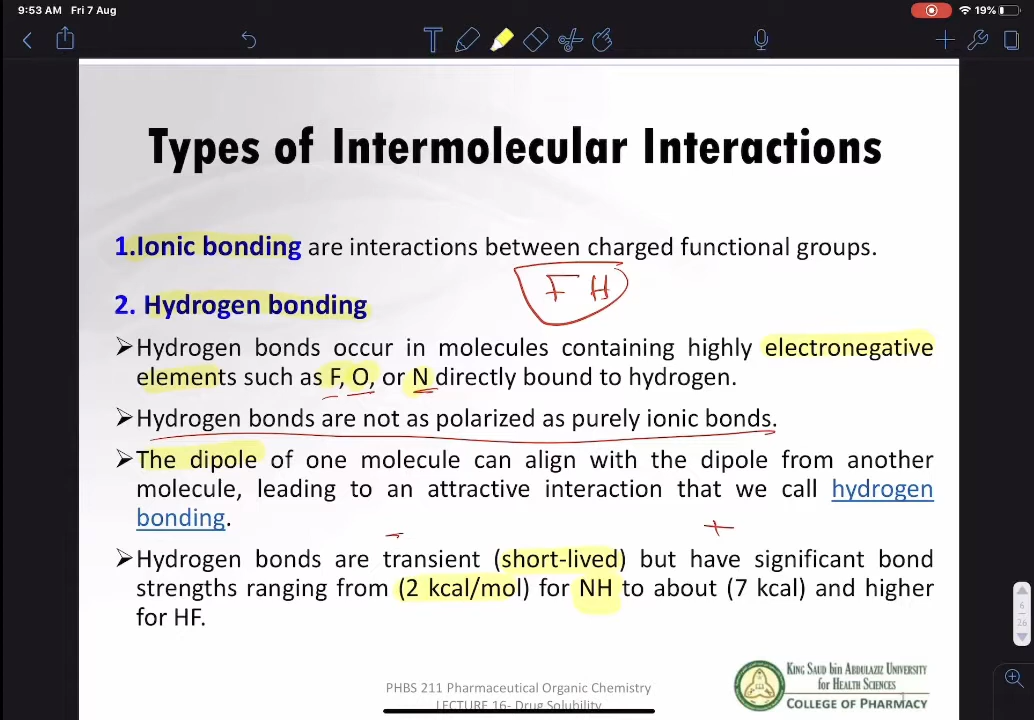 9:53 AM Fri 7 Aug
19%
Types of Intermolecular Interactions
1.Ionic bonding are interactions between charged functional groups.
F H
2. Hydrogen bonding
➢Hydrogen bonds occur in molecules containing highly electronegative
elements such as F, O, or N directly bound to hydrogen.
➢Hydrogen bonds are not as polarized as purely ionic bonds.
➢The dipole of one molecule can align with the dipole from another
molecule, leading to an attractive interaction that we call hydrogen
bonding.
- +
➢Hydrogen bonds are transient (short-lived) but have significant bond
strengths ranging from (2 kcal/mol) for NH to about (7 kcal) and higher
for HF.
6
26
PHBS 211 Pharmaceutical Organic Chemistry
LECTURE 16- Drug Solubility
KING SAUD BIN ABDULAZIZ UNIVERSITY
FOR HEALTH SCIENCES
COLLEGE OF PHARMACY